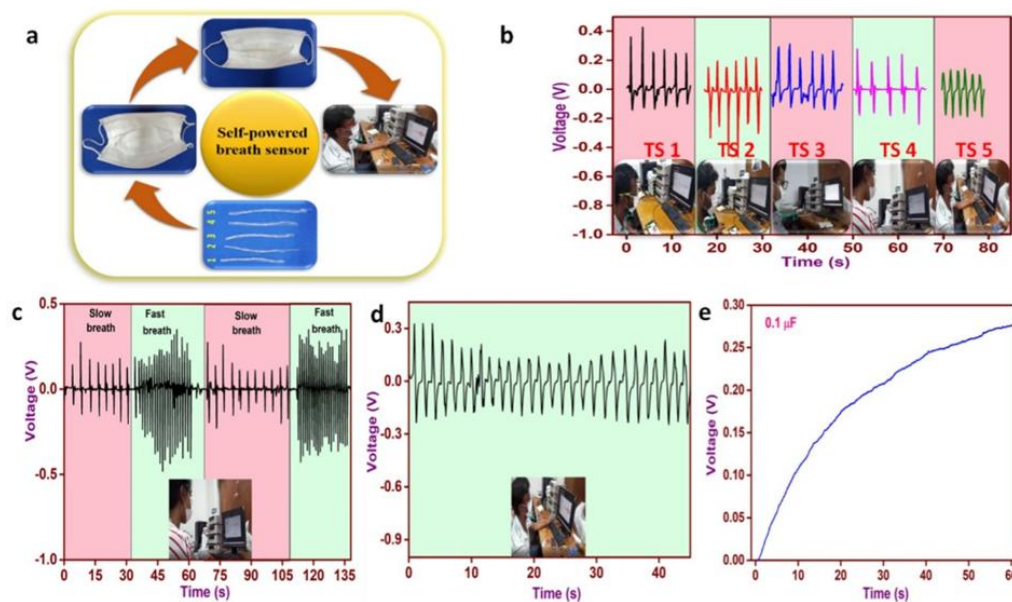 a
Self-powered
breath sensor
1 2 3 4 5
b
Voltage (V)
0.4
0.2
0.0
-0.2
-0.4
-0.6
-0.8
-1.0
TS 1
TS 2
TS 3
TS 4
TS 5
0 10 20 30 40 50 60 70 80
Time (s)
c
Voltage (V)
0.5
0.0
-0.5
-1.0
Slow
breath
Fast
breath
Slow
breath
Fast
breath
0 15 30 45 60 75 90 105 120 135
Time (s)
d
Voltage (V)
0.3
0.0
-0.3
-0.6
-0.9
0 10 20 30 40
Time (s)
e
Voltage (V)
0.30
0.25
0.20
0.15
0.10
0.05
0.00
0.1 µF
0 10 20 30 40 50 60
Time (s)